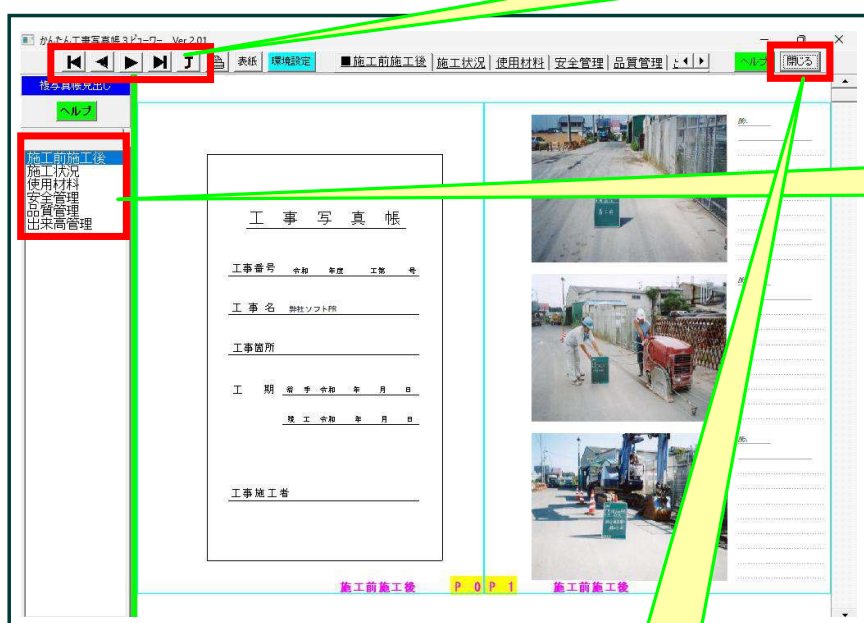 かんたん工事写真帳3ビューワー Ver 2.01
J 表紙 環境設定 ■施工前施工後 施工状況 使用材料 安全管理 品質管理 ヘルプ 閉じる
複写真帳見出し
ヘルプ
施工前施工後
施工状況
使用材料
安全管理
品質管理
出来高管理
工事写真帳
工事番号 令和 年度 工第 号
工事名 弊社ソフトPR
工事箇所
工期 着手 令和 年 月 日
竣工 令和 年 月 日
工事施工者
No.
No.
No.
施工前施工後 P 0 P 1 施工前施工後